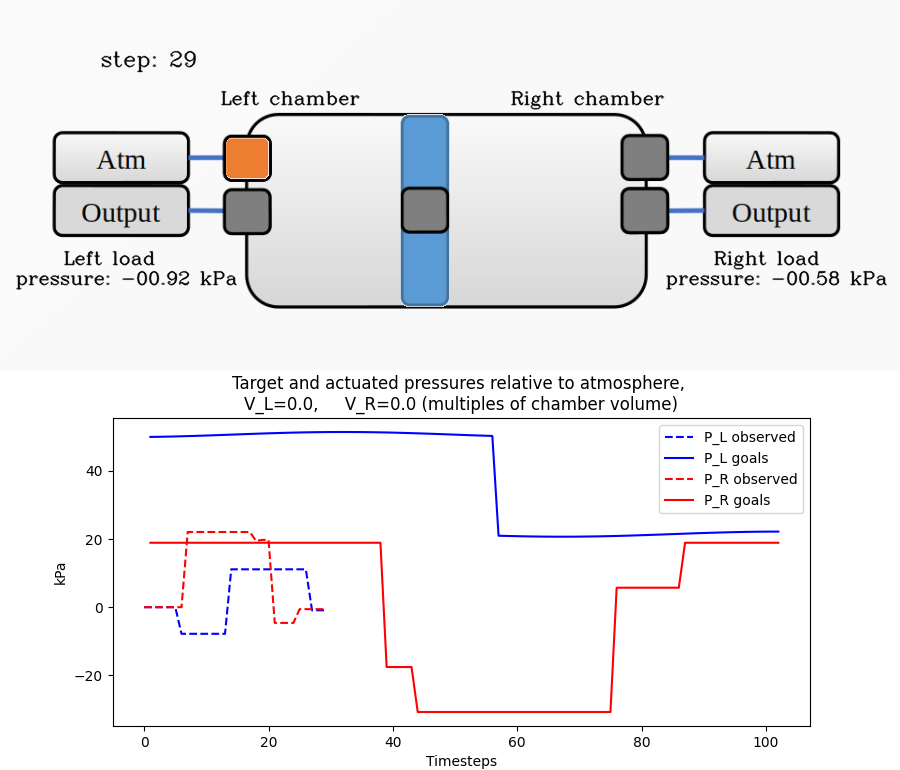 step: 29
Left chamber
Right chamber
Atm
Atm
Output
Output
Left load
pressure: -00.92 kPa
Right load
pressure: -00.58 kPa
Target and actuated pressures relative to atmosphere,
V_L=0.0,     V_R=0.0 (multiples of chamber volume)
P_L observed
P_L goals
P_R observed
P_R goals
kPa
40
20
0
−20
0 20 40 60 80 100
Timesteps